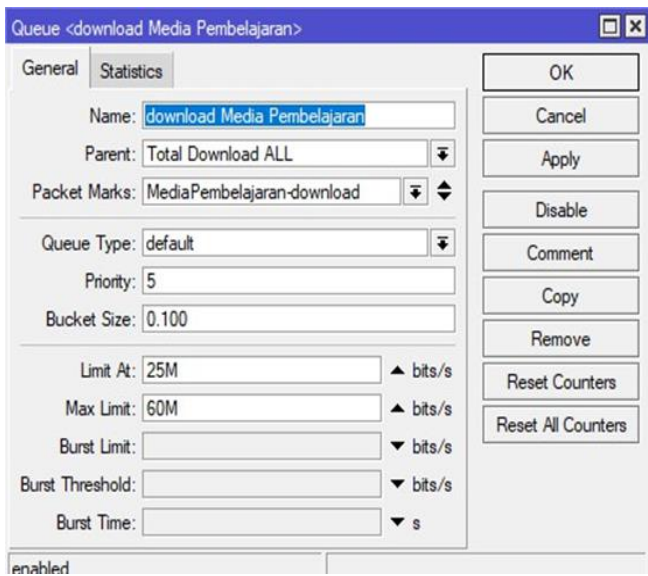 Queue <download Media Pembelajaran>
General Statistics
Name: download Media Pembelajaran
Parent: Total Download ALL
Packet Marks: MediaPembelajaran-download
Queue Type: default
Priority: 5
Bucket Size: 0.100
Limit At: 25M bits/s
Max Limit: 60M bits/s
Burst Limit: bits/s
Burst Threshold: bits/s
Burst Time: s
enabled
OK
Cancel
Apply
Disable
Comment
Copy
Remove
Reset Counters
Reset All Counters